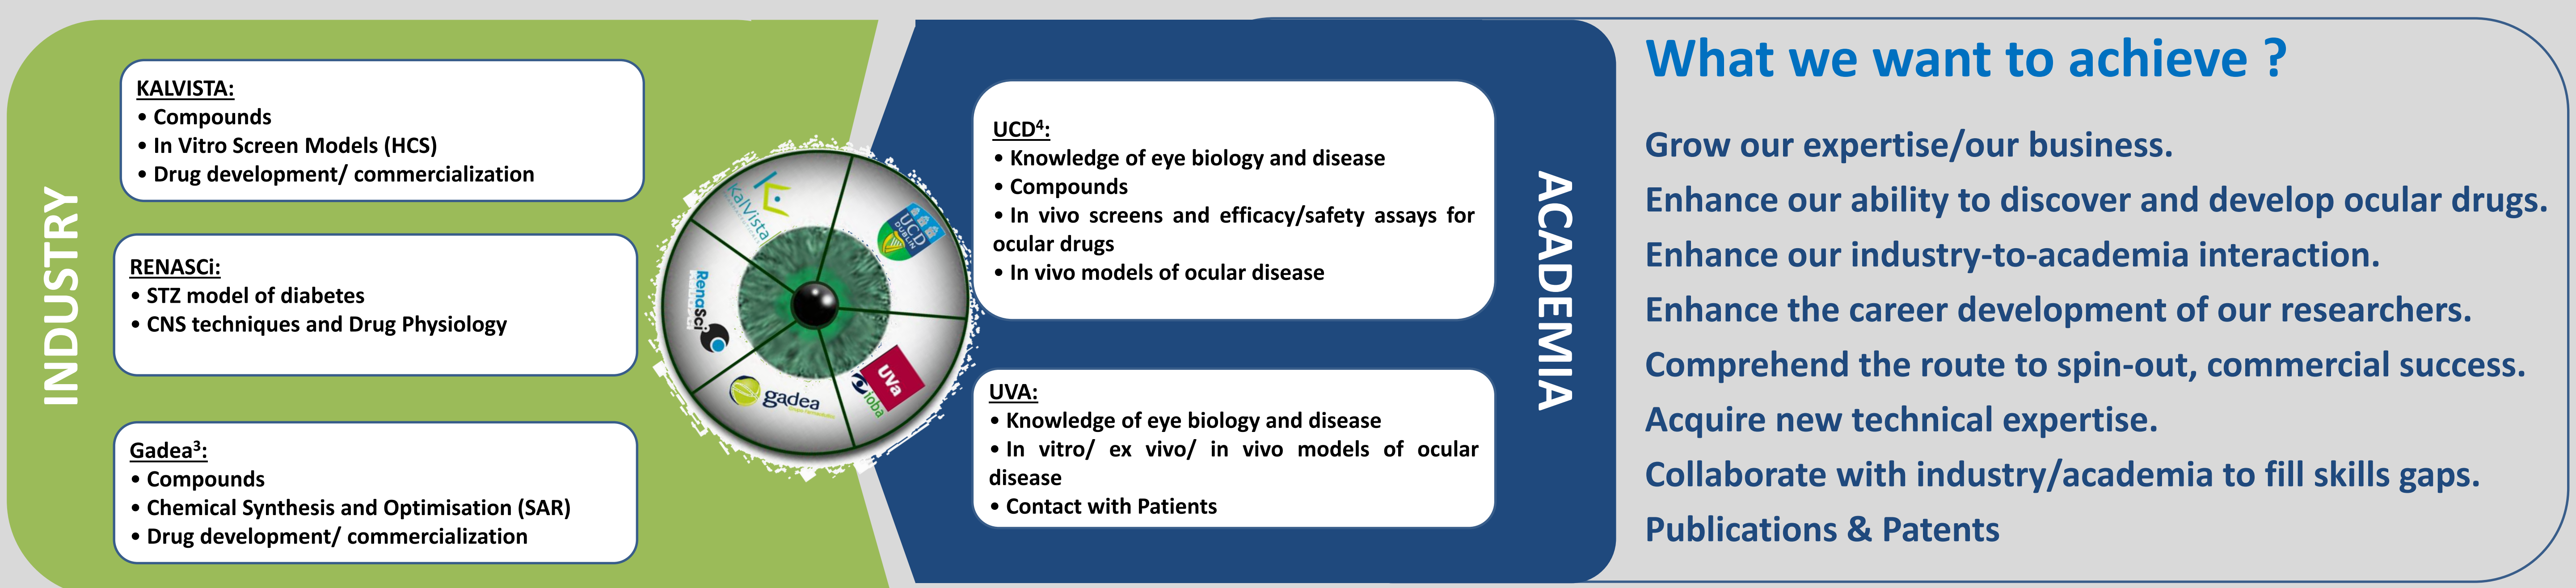 INDUSTRY
KALVISTA:
• Compounds
• In Vitro Screen Models (HCS)
• Drug development/ commercialization
RENASCi:
• STZ model of diabetes
• CNS techniques and Drug Physiology
Gadea³:
• Compounds
• Chemical Synthesis and Optimisation (SAR)
• Drug development/ commercialization
KalVista
UCD
DUBLIN
RenaSci
gadea
UVa
ioba
UCD⁴:
• Knowledge of eye biology and disease
• Compounds
• In vivo screens and efficacy/safety assays for
ocular drugs
• In vivo models of ocular disease
UVA:
• Knowledge of eye biology and disease
• In vitro/ ex vivo/ in vivo models of ocular
disease
• Contact with Patients
ACADEMIA
What we want to achieve ?
Grow our expertise/our business.
Enhance our ability to discover and develop ocular drugs.
Enhance our industry-to-academia interaction.
Enhance the career development of our researchers.
Comprehend the route to spin-out, commercial success.
Acquire new technical expertise.
Collaborate with industry/academia to fill skills gaps.
Publications & Patents